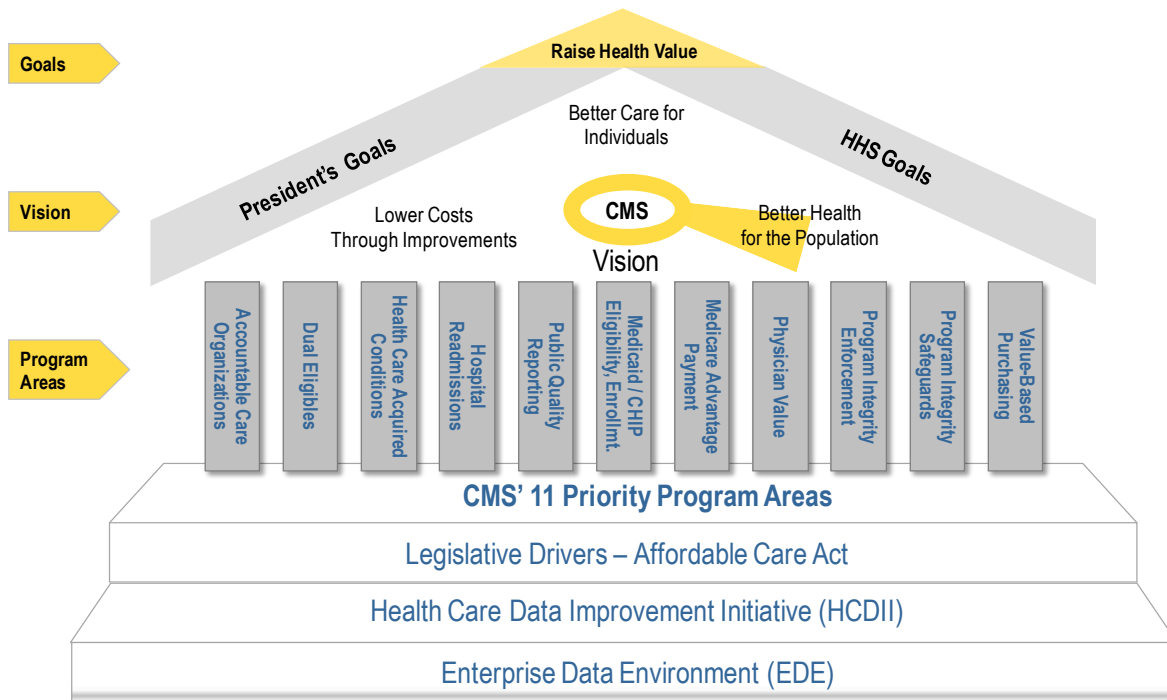 Goals
Raise Health Value
President's Goals
HHS Goals
Better Care for
Individuals
Vision
CMS
Lower Costs
Through Improvements
Better Health
for the Population
Vision
Program
Areas
Accountable Care
Organizations
Dual Eligibles
Health Care Acquired
Conditions
Hospital
Readmissions
Public Quality
Reporting
Medicaid / CHIP
Eligibility, Enrollmt.
Medicare Advantage
Payment
Physician Value
Program Integrity
Enforcement
Program Integrity
Safeguards
Value-Based
Purchasing
CMS' 11 Priority Program Areas
Legislative Drivers – Affordable Care Act
Health Care Data Improvement Initiative (HCDII)
Enterprise Data Environment (EDE)